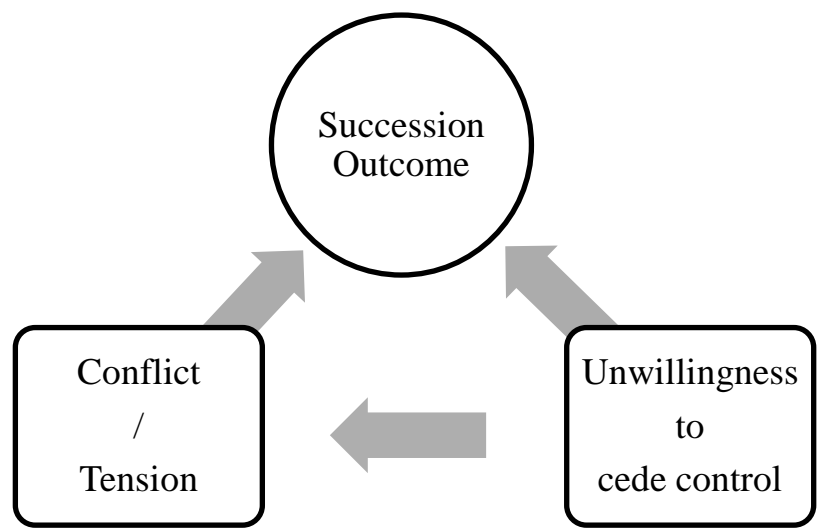 Succession
Outcome
Conflict
/
Tension
Unwillingness
to
cede control